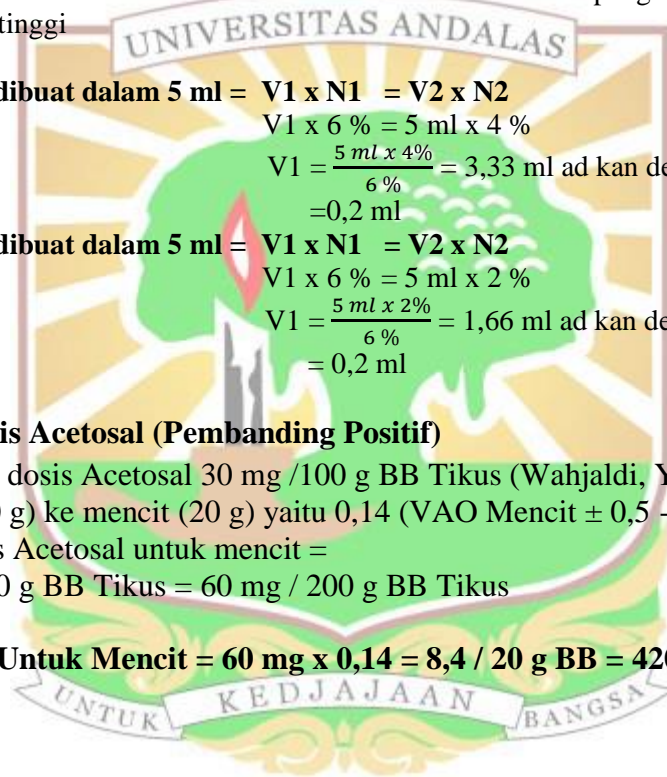 tinggi
UNIVERSITAS ANDALAS
dibuat dalam 5 ml = V1 x N1 = V2 x N2
V1 x 6 % = 5 ml x 4 %
V1 = 5 ml x 4% / 6 % = 3,33 ml ad kan de
=0,2 ml
dibuat dalam 5 ml = V1 x N1 = V2 x N2
V1 x 6 % = 5 ml x 2 %
V1 = 5 ml x 2% / 6 % = 1,66 ml ad kan de
= 0,2 ml
is Acetosal (Pembanding Positif)
dosis Acetosal 30 mg /100 g BB Tikus (Wahjaldi, Y
g) ke mencit (20 g) yaitu 0,14 (VAO Mencit ± 0,5 -
s Acetosal untuk mencit =
0 g BB Tikus = 60 mg / 200 g BB Tikus
Untuk Mencit = 60 mg x 0,14 = 8,4 / 20 g BB = 420
UNTUK KEDJAJAAN BANGSA